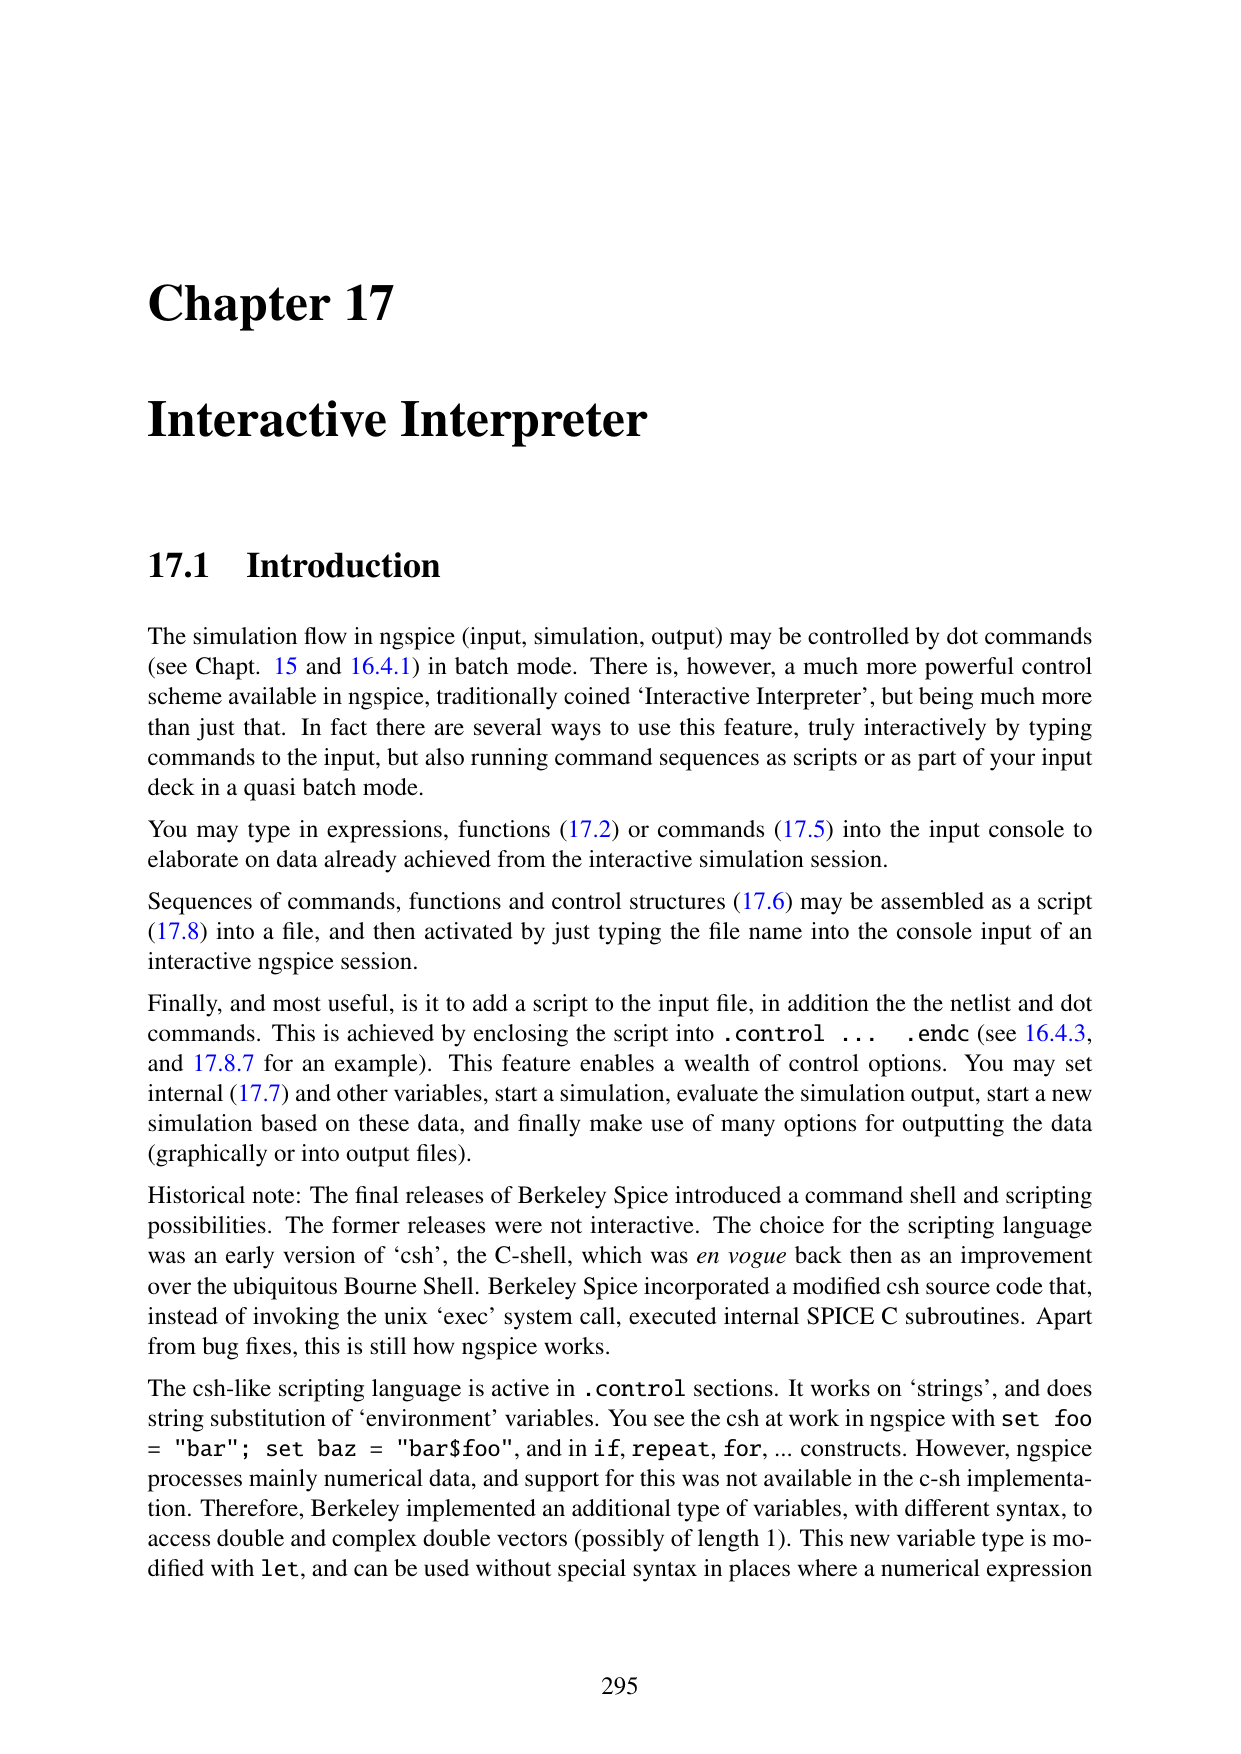 Chapter 17
Interactive Interpreter
17.1 Introduction
The simulation flow in ngspice (input, simulation, output) may be controlled by dot commands
(see Chapt. 15 and 16.4.1) in batch mode. There is, however, a much more powerful control
scheme available in ngspice, traditionally coined ‘Interactive Interpreter’, but being much more
than just that. In fact there are several ways to use this feature, truly interactively by typing
commands to the input, but also running command sequences as scripts or as part of your input
deck in a quasi batch mode.
You may type in expressions, functions (17.2) or commands (17.5) into the input console to
elaborate on data already achieved from the interactive simulation session.
Sequences of commands, functions and control structures (17.6) may be assembled as a script
(17.8) into a file, and then activated by just typing the file name into the console input of an
interactive ngspice session.
Finally, and most useful, is it to add a script to the input file, in addition the the netlist and dot
commands. This is achieved by enclosing the script into .control ... .endc (see 16.4.3,
and 17.8.7 for an example). This feature enables a wealth of control options. You may set
internal (17.7) and other variables, start a simulation, evaluate the simulation output, start a new
simulation based on these data, and finally make use of many options for outputting the data
(graphically or into output files).
Historical note: The final releases of Berkeley Spice introduced a command shell and scripting
possibilities. The former releases were not interactive. The choice for the scripting language
was an early version of ‘csh’, the C-shell, which was en vogue back then as an improvement
over the ubiquitous Bourne Shell. Berkeley Spice incorporated a modified csh source code that,
instead of invoking the unix ‘exec’ system call, executed internal SPICE C subroutines. Apart
from bug fixes, this is still how ngspice works.
The csh-like scripting language is active in .control sections. It works on ‘strings’, and does
string substitution of ‘environment’ variables. You see the csh at work in ngspice with set foo
= "bar"; set baz = "bar$foo", and in if, repeat, for, ... constructs. However, ngspice
processes mainly numerical data, and support for this was not available in the c-sh implementa-
tion. Therefore, Berkeley implemented an additional type of variables, with different syntax, to
access double and complex double vectors (possibly of length 1). This new variable type is mo-
dified with let, and can be used without special syntax in places where a numerical expression
295